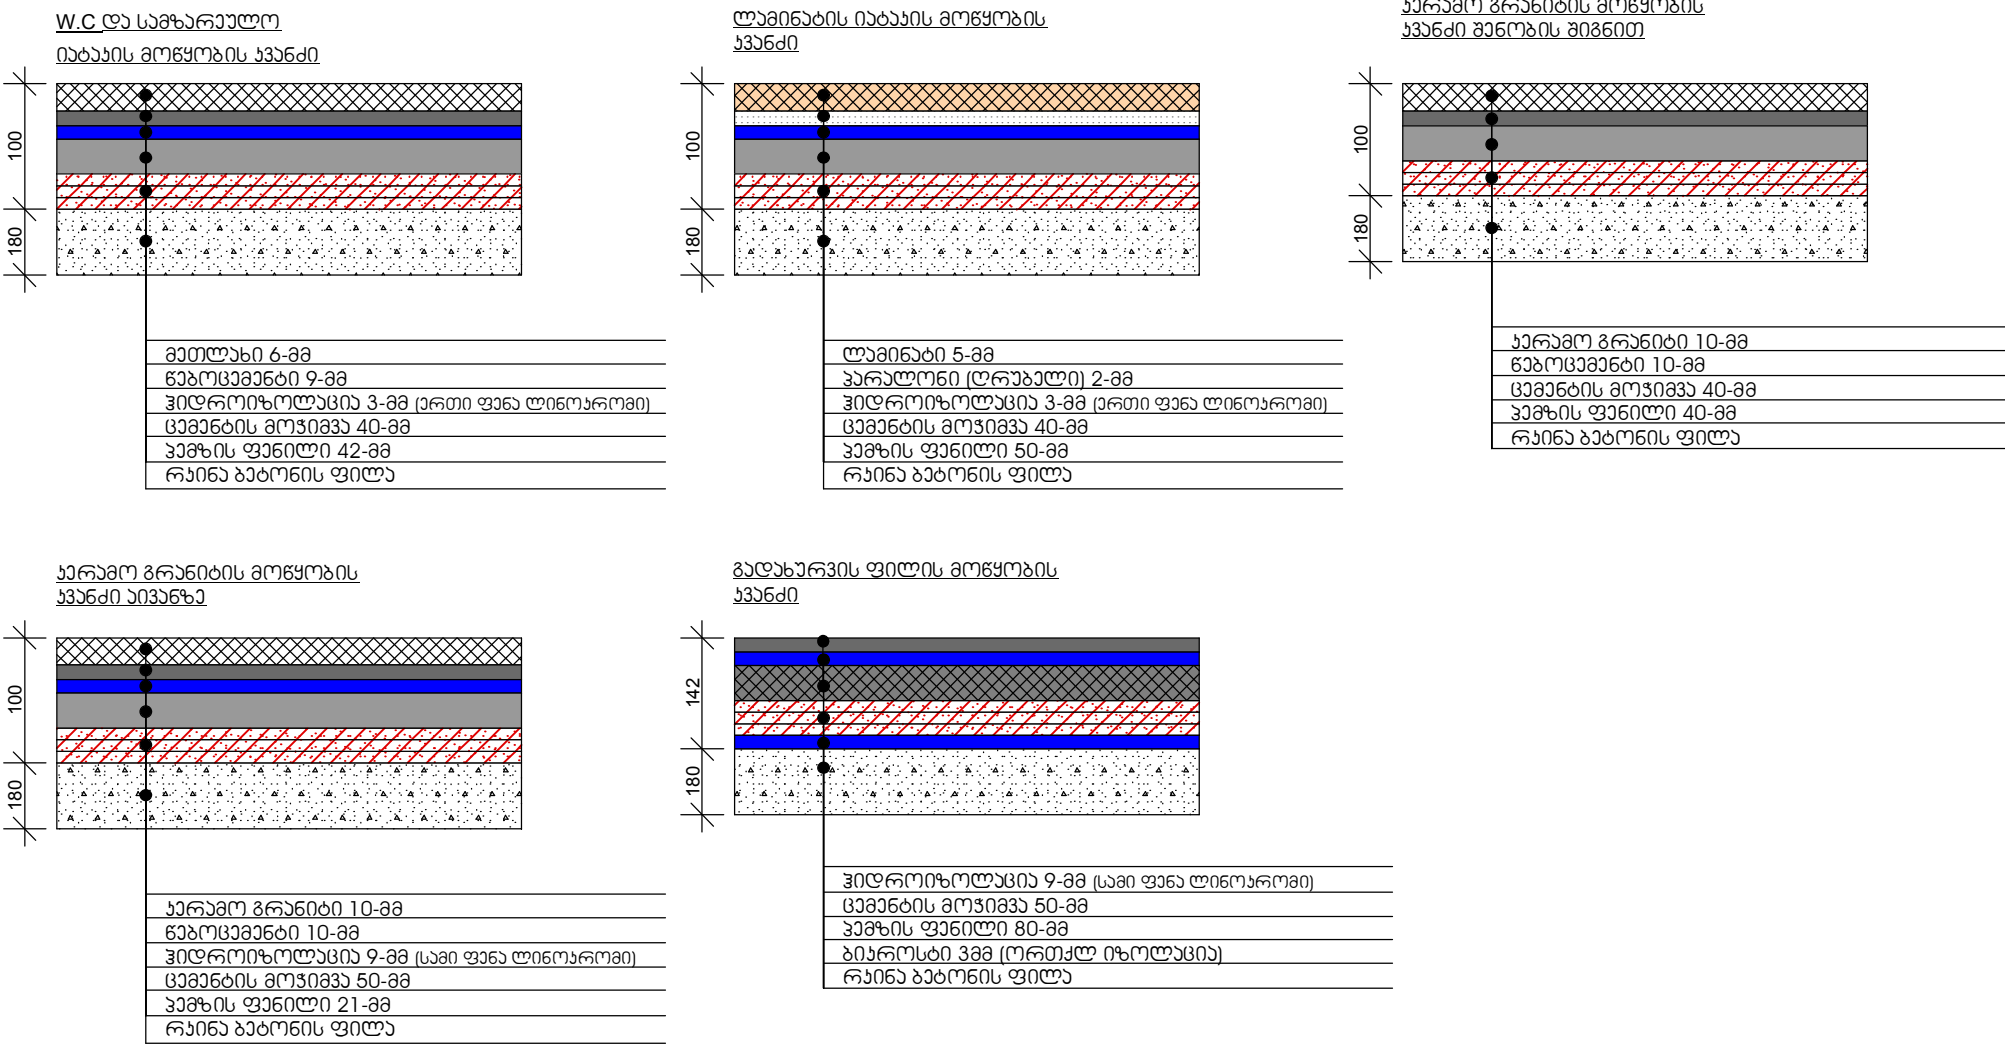 W.C და სამზარეულო
იატაკის მოწყობის კვანძი
100
180
მეთლახი 6-მმ
წებოცემენტი 9-მმ
ჰიდროიზოლაცია 3-მმ (ერთი ფენა ლინოკრომი)
ცემენტის მოჭიმვა 40-მმ
პემზის ფენილი 42-მმ
რკინა ბეტონის ფილა
ლამინატის იატაკის მოწყობის
კვანძი
100
180
ლამინატი 5-მმ
პარალონი (ღრუბელი) 2-მმ
ჰიდროიზოლაცია 3-მმ (ერთი ფენა ლინოკრომი)
ცემენტის მოჭიმვა 40-მმ
პემზის ფენილი 50-მმ
რკინა ბეტონის ფილა
კერამო გრანიტის მოწყობის
კვანძი შენობის შიგნით
100
180
კერამო გრანიტი 10-მმ
წებოცემენტი 10-მმ
ცემენტის მოჭიმვა 40-მმ
პემზის ფენილი 40-მმ
რკინა ბეტონის ფილა
კერამო გრანიტის მოწყობის
კვანძი აივანზე
100
180
კერამო გრანიტი 10-მმ
წებოცემენტი 10-მმ
ჰიდროიზოლაცია 9-მმ (სამი ფენა ლინოკრომი)
ცემენტის მოჭიმვა 50-მმ
პემზის ფენილი 21-მმ
რკინა ბეტონის ფილა
გადახურვის ფილის მოწყობის
კვანძი
142
180
ჰიდროიზოლაცია 9-მმ (სამი ფენა ლინოკრომი)
ცემენტის მოჭიმვა 50-მმ
პემზის ფენილი 80-მმ
ბიკროსტი 3მმ (ორთქლ იზოლაცია)
რკინა ბეტონის ფილა